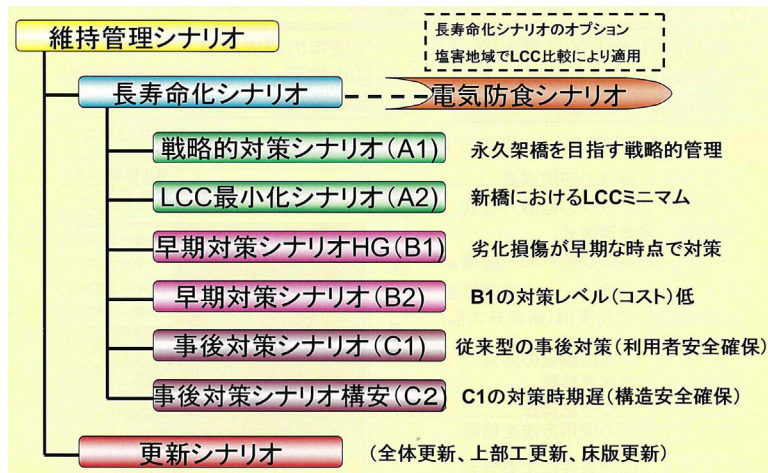 維持管理シナリオ
長寿命化シナリオのオプション
塩害地域でLCC比較により適用
長寿命化シナリオ
電気防食シナリオ
戦略的対策シナリオ(A1)
永久架橋を目指す戦略的管理
LCC最小化シナリオ(A2)
新橋におけるLCCミニマム
早期対策シナリオHG(B1)
劣化損傷が早期な時点で対策
早期対策シナリオ(B2)
B1の対策レベル(コスト)低
事後対策シナリオ(C1)
従来型の事後対策(利用者安全確保)
事後対策シナリオ構安(C2)
C1の対策時期遅(構造安全確保)
更新シナリオ
(全体更新、上部工更新、床版更新)